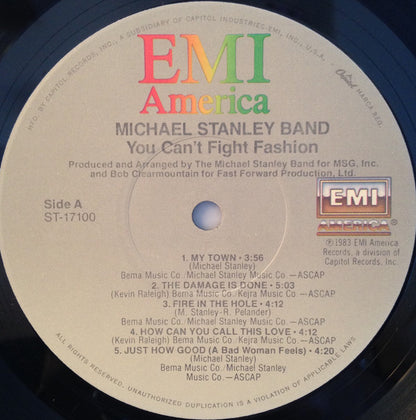 MFD. BY CAPITOL RECORDS, INC., A SUBSIDIARY OF CAPITOL INDUSTRIES-EMI, INC., U.S.A. • Capitol MARCA REG.
EMI
America
MICHAEL STANLEY BAND
You Can't Fight Fashion
Produced and Arranged by The Michael Stanley Band for MSG, Inc.
and Bob Clearmountain for Fast Forward Production, Ltd.
Side A
ST-17100
EMI
AMERICA
℗1983 EMI America
Records, a division of
Capitol Records, Inc.
1. MY TOWN • 3:56
(Michael Stanley)
Bema Music Co./Michael Stanley Music Co.—ASCAP
2. THE DAMAGE IS DONE • 5:03
(Kevin Raleigh) Bema Music Co./Kejra Music Co.—ASCAP
3. FIRE IN THE HOLE • 4:12
(M. Stanley-R. Pelander)
Bema Music Co./Michael Stanley Music Co.—ASCAP
4. HOW CAN YOU CALL THIS LOVE • 4:12
(Kevin Raleigh) Bema Music Co./Kejra Music Co.—ASCAP
5. JUST HOW GOOD (A Bad Woman Feels) • 4:20
(Michael Stanley)
Bema Music Co./Michael Stanley
Music Co.—ASCAP
ALL RIGHTS RESERVED. UNAUTHORIZED DUPLICATION IS A VIOLATION OF APPLICABLE LAWS